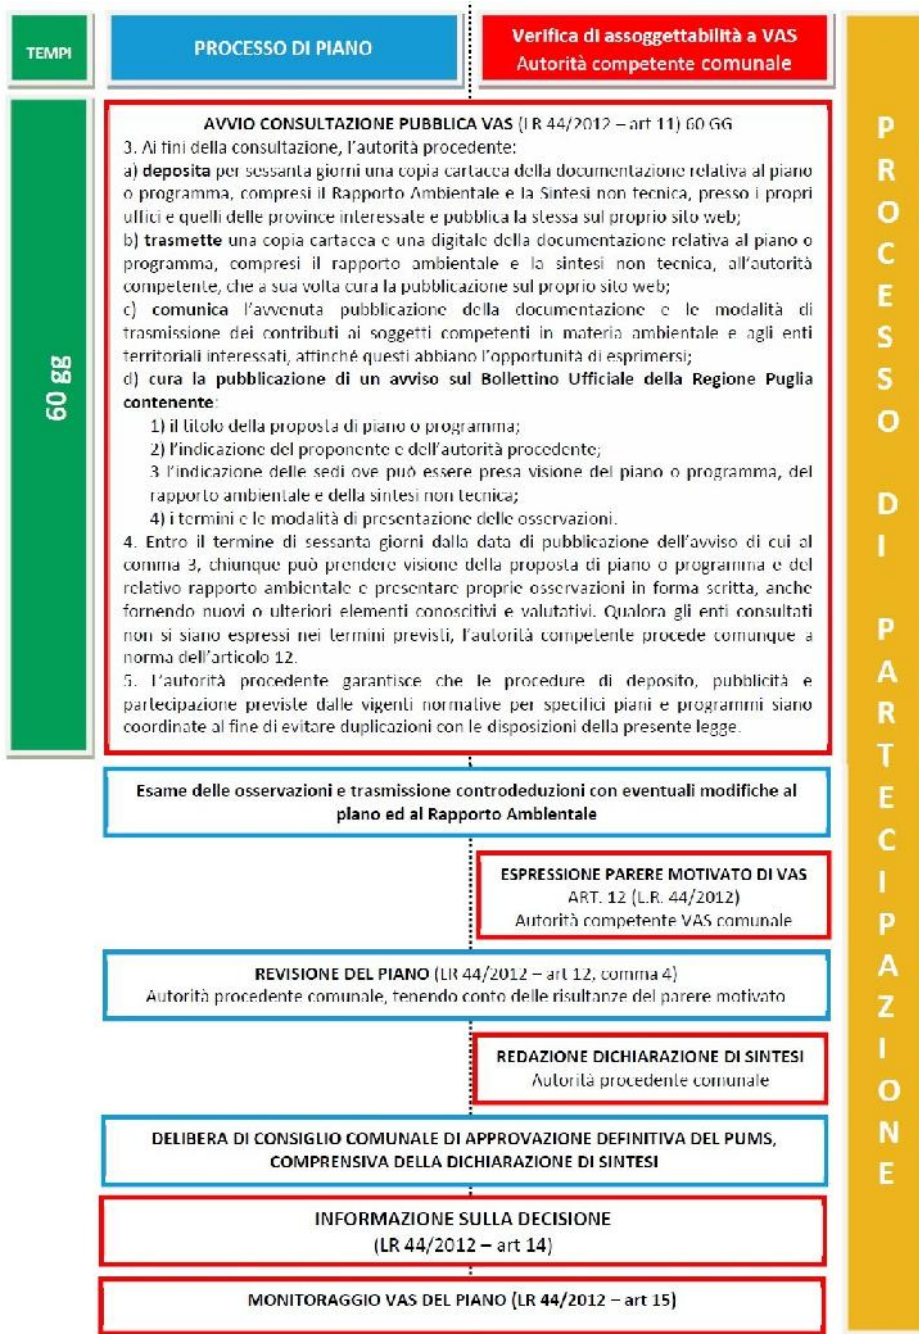 TEMPI
PROCESSO DI PIANO
Verifica di assoggettabilità a VAS
Autorità competente comunale
60 gg
AVVIO CONSULTAZIONE PUBBLICA VAS (LR 44/2012 – art 11) 60 GG
3. Ai fini della consultazione, l'autorità procedente:
a) deposita per sessanta giorni una copia cartacea della documentazione relativa al piano
o programma, compresi il Rapporto Ambientale e la Sintesi non tecnica, presso i propri
uffici e quelli delle province interessate e pubblica la stessa sul proprio sito web;
b) trasmette una copia cartacea e una digitale della documentazione relativa al piano o
programma, compresi il rapporto ambientale e la sintesi non tecnica, all'autorità
competente, che a sua volta cura la pubblicazione sul proprio sito web;
c) comunica l'avvenuta pubblicazione della documentazione e le modalità di
trasmissione dei contributi ai soggetti competenti in materia ambientale e agli enti
territoriali interessati, affinché questi abbiano l'opportunità di esprimersi;
d) cura la pubblicazione di un avviso sul Bollettino Ufficiale della Regione Puglia
contenente:
1) il titolo della proposta di piano o programma;
2) l'indicazione del proponente e dell'autorità procedente;
3 l'indicazione delle sedi ove può essere presa visione del piano o programma, del
rapporto ambientale e della sintesi non tecnica;
4) i termini e le modalità di presentazione delle osservazioni.
4. Entro il termine di sessanta giorni dalla data di pubblicazione dell'avviso di cui al
comma 3, chiunque può prendere visione della proposta di piano o programma e del
relativo rapporto ambientale e presentare proprie osservazioni in forma scritta, anche
fornendo nuovi o ulteriori elementi conoscitivi e valutativi. Qualora gli enti consultati
non si siano espressi nei termini previsti, l'autorità competente procede comunque a
norma dell'articolo 12.
5. L'autorità procedente garantisce che le procedure di deposito, pubblicità e
partecipazione previste dalle vigenti normative per specifici piani e programmi siano
coordinate al fine di evitare duplicazioni con le disposizioni della presente legge.
Esame delle osservazioni e trasmissione controdeduzioni con eventuali modifiche al
piano ed al Rapporto Ambientale
ESPRESSIONE PARERE MOTIVATO DI VAS
ART. 12 (L.R. 44/2012)
Autorità competente VAS comunale
REVISIONE DEL PIANO (LR 44/2012 – art 12, comma 4)
Autorità procedente comunale, tenendo conto delle risultanze del parere motivato
REDAZIONE DICHIARAZIONE DI SINTESI
Autorità procedente comunale
DELIBERA DI CONSIGLIO COMUNALE DI APPROVAZIONE DEFINITIVA DEL PUMS,
COMPRENSIVA DELLA DICHIARAZIONE DI SINTESI
INFORMAZIONE SULLA DECISIONE
(LR 44/2012 – art 14)
MONITORAGGIO VAS DEL PIANO (LR 44/2012 – art 15)
PROCESSO DI PARTECIPAZIONE